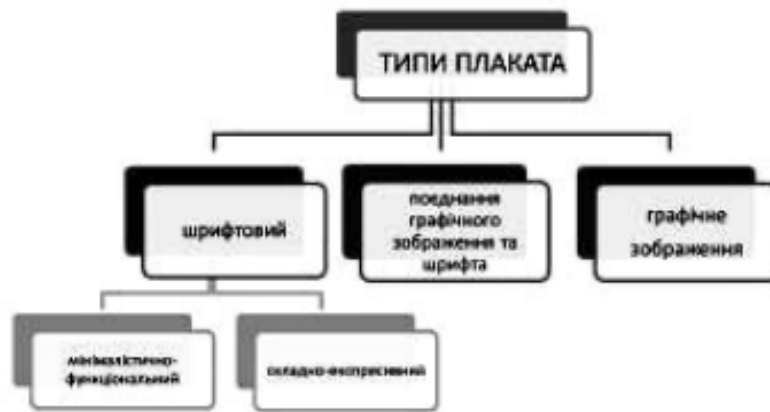 ТИПИ ПЛАКАТА
шрифтовий
поєднання
графічного
зображення та
шрифта
графічне
зображення
мінімалістично-
функціональний
складно-експресивний